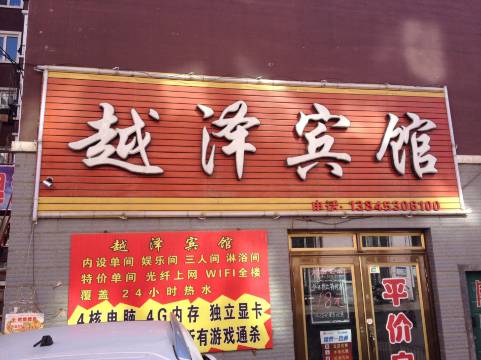 越泽宾馆
电话:13845306100
越泽宾馆
内设单间 娱乐间 三人间 淋浴间
特价单间 光纤上网 WIFI全楼
覆盖 24小时热水
4核电脑 4G内存 独立显卡
有游戏通杀
平价宾